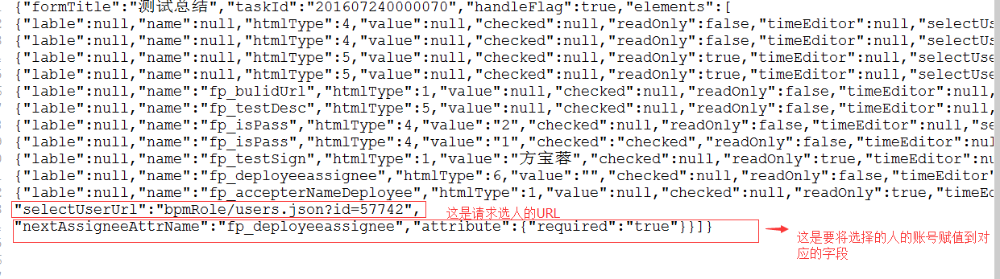 {"formTitle":"测试总结","taskId":"201607240000070","handleFlag":true,"elements":[
{"lable":null,"name":null,"htmlType":4,"value":null,"checked":null,"readOnly":false,"timeEditor":null,"selectUs
{"lable":null,"name":null,"htmlType":4,"value":null,"checked":null,"readOnly":false,"timeEditor":null,"selectUs
{"lable":null,"name":null,"htmlType":5,"value":null,"checked":null,"readOnly":true,"timeEditor":null,"selectUse
{"lable":null,"name":null,"htmlType":5,"value":null,"checked":null,"readOnly":true,"timeEditor":null,"selectUse
{"lable":null,"name":"fp_bulidUrl","htmlType":1,"value":null,"checked":null,"readOnly":false,"timeEditor":null,
{"lable":null,"name":"fp_testDesc","htmlType":5,"value":null,"checked":null,"readOnly":false,"timeEditor":null,
{"lable":null,"name":"fp_isPass","htmlType":4,"value":"2","checked":null,"readOnly":false,"timeEditor":null,"se
{"lable":null,"name":"fp_isPass","htmlType":4,"value":"1","checked":"checked","readOnly":false,"timeEditor":nul
{"lable":null,"name":"fp_testSign","htmlType":1,"value":"方宝蓉","checked":null,"readOnly":true,"timeEditor":nul
{"lable":null,"name":"fp_deployeeassignee","htmlType":6,"value":"","checked":null,"readOnly":false,"timeEditor"
{"lable":null,"name":"fp_accepterNameDeployee","htmlType":1,"value":null,"checked":null,"readOnly":true,"timeEd
"selectUserUrl":"bpmRole/users.json?id=57742",
这是请求选人的URL
"nextAssigneeAttrName":"fp_deployeeassignee","attribute":{"required":"true"}}]}
这是要将选择的人的账号赋值到对
应的字段